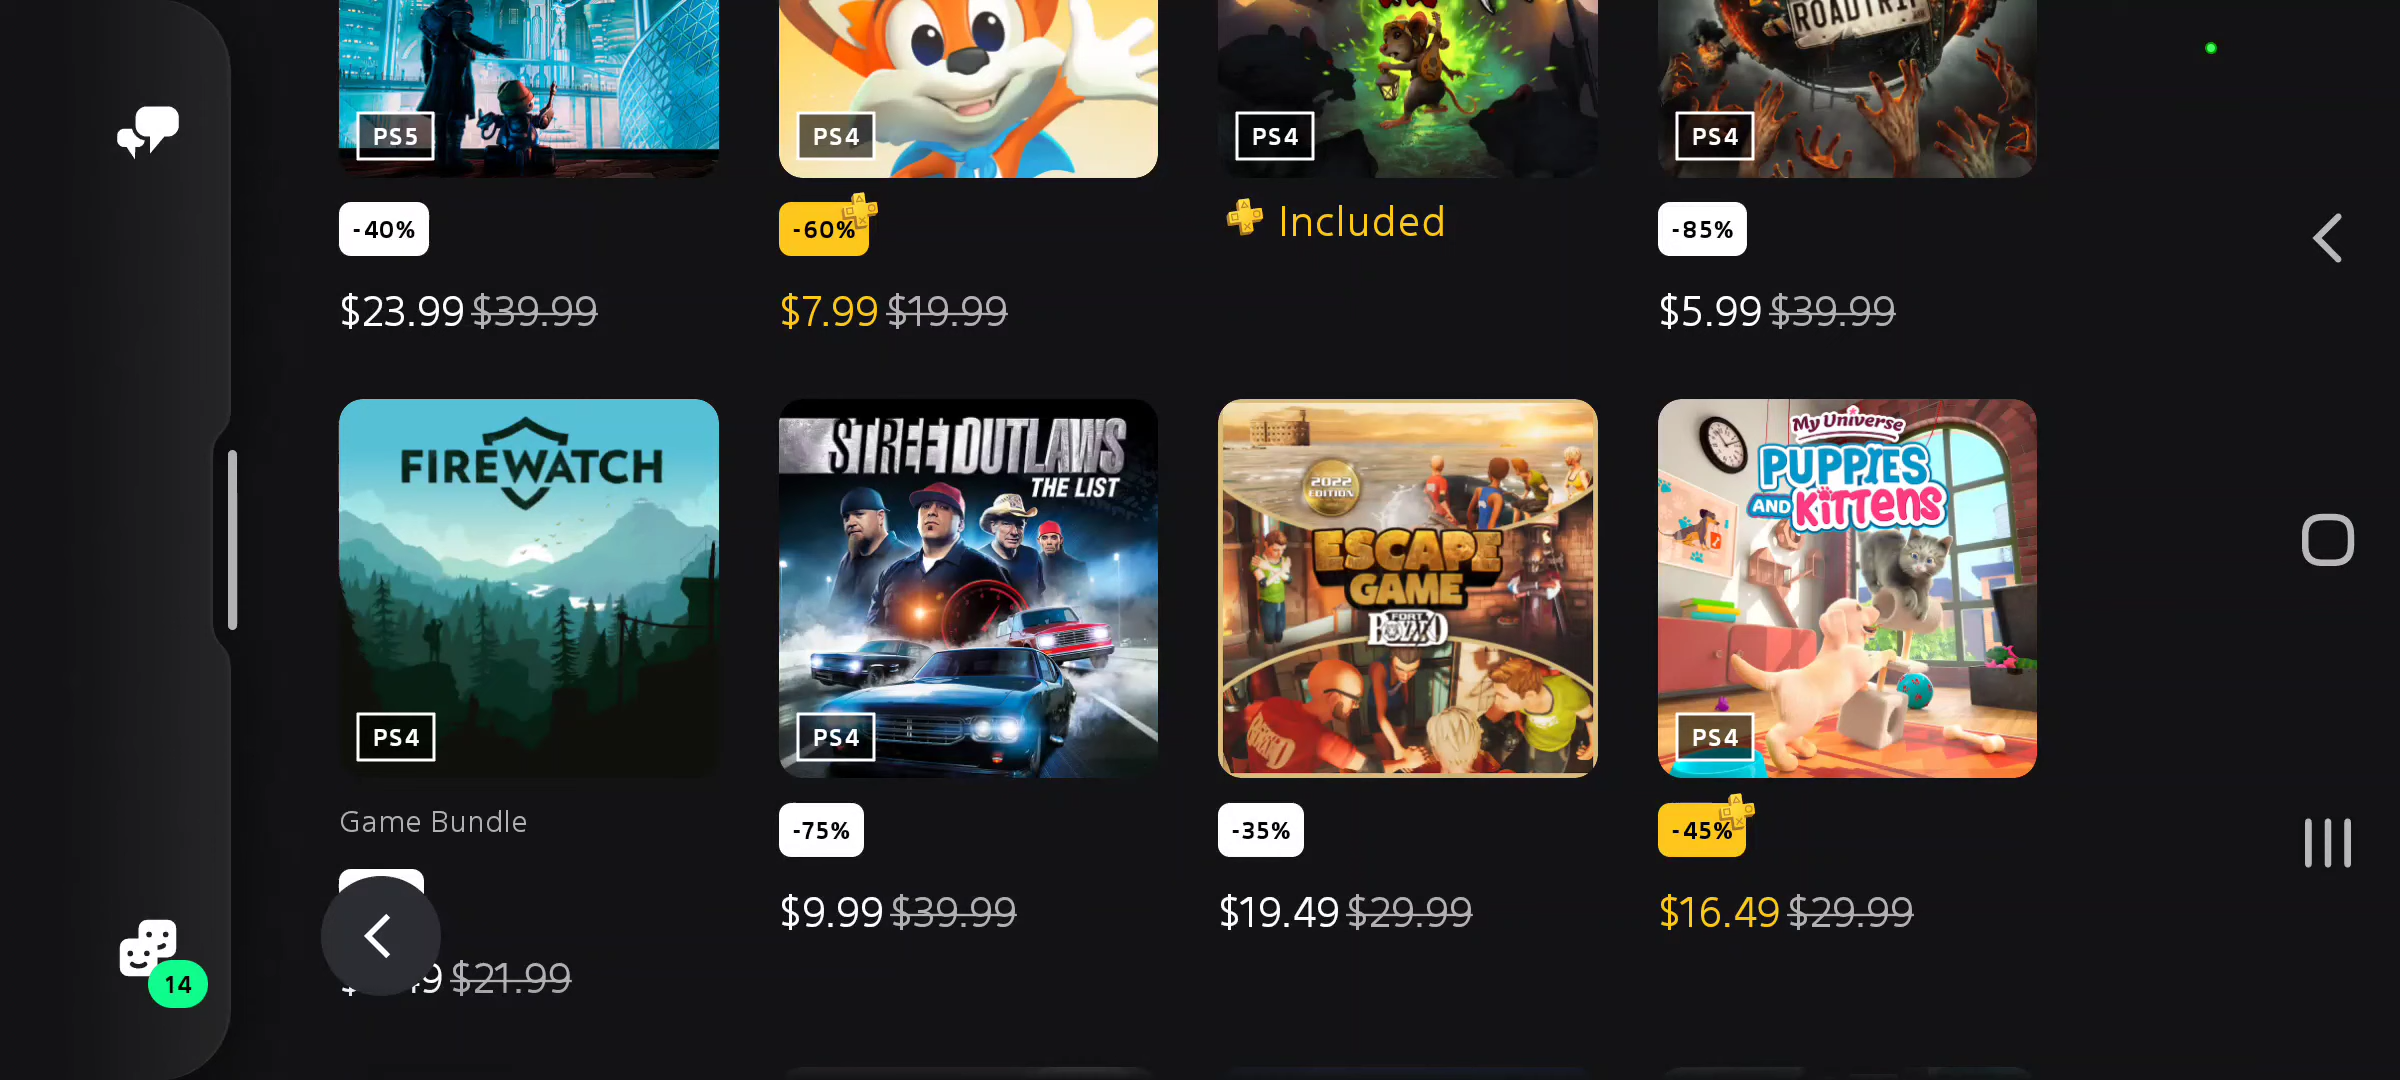 ROADTRIP
PS5
PS4
PS4
PS4
-40%
-60%
Included
-85%
$23.99 $39.99
$7.99 $19.99
$5.99 $39.99
FIREWATCH
PS4
STREET OUTLAWS
THE LIST
PS4
2022
EDITION
ESCAPE
GAME
FORT
BOYARD
My Universe
PUPPIES
AND KITTENS
PS4
Game Bundle
-75%
-35%
-45%
$9.99 $39.99
$19.49 $29.99
$16.49 $29.99
$21.99
14